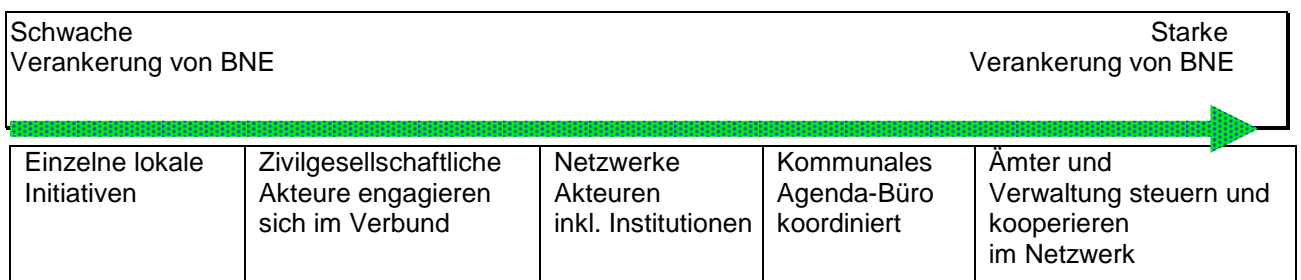 Schwache
Verankerung von BNE
Starke
Verankerung von BNE
Einzelne lokale
Initiativen
Zivilgesellschaftliche
Akteure engagieren
sich im Verbund
Netzwerke
Akteuren
inkl. Institutionen
Kommunales
Agenda-Büro
koordiniert
Ämter und
Verwaltung steuern und
kooperieren
im Netzwerk